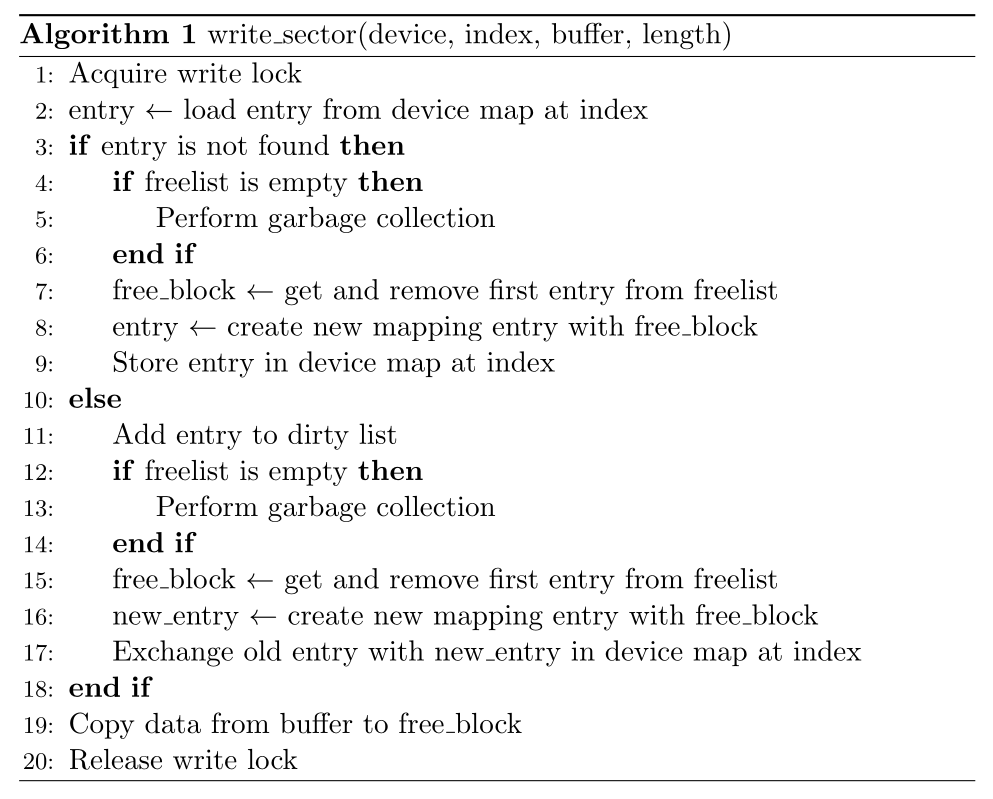 Algorithm 1 write_sector(device, index, buffer, length)
1: Acquire write lock
2: entry ← load entry from device map at index
3: if entry is not found then
4: if freelist is empty then
5: Perform garbage collection
6: end if
7: free_block ← get and remove first entry from freelist
8: entry ← create new mapping entry with free_block
9: Store entry in device map at index
10: else
11: Add entry to dirty list
12: if freelist is empty then
13: Perform garbage collection
14: end if
15: free_block ← get and remove first entry from freelist
16: new_entry ← create new mapping entry with free_block
17: Exchange old entry with new_entry in device map at index
18: end if
19: Copy data from buffer to free_block
20: Release write lock